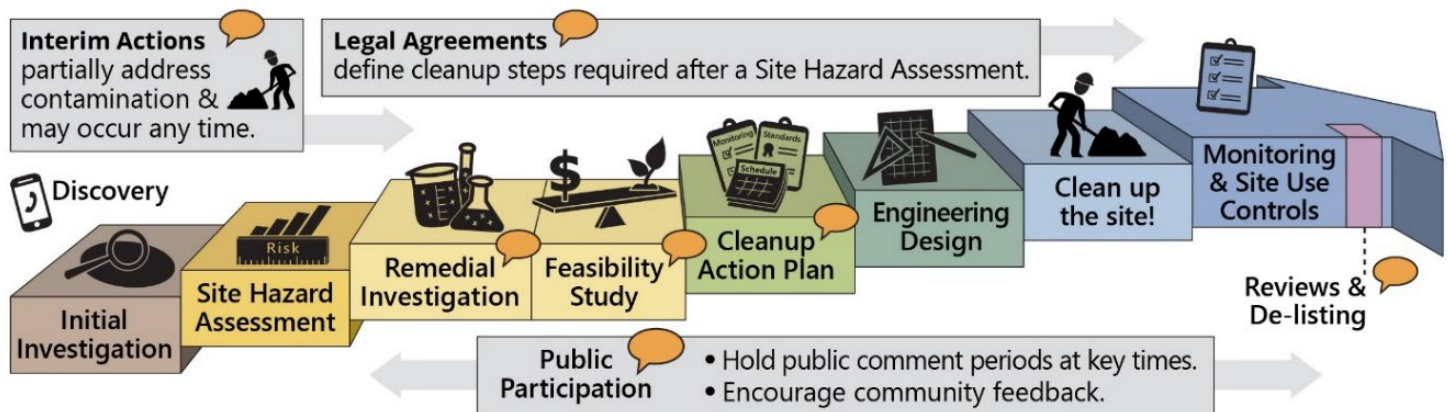 Interim Actions
partially address
contamination &
may occur any time.
Legal Agreements
define cleanup steps required after a Site Hazard Assessment.
Discovery
Initial
Investigation
Risk
Site Hazard
Assessment
Remedial
Investigation
$
Feasibility
Study
Monitoring
Standards
Schedule
Cleanup
Action Plan
Engineering
Design
Clean up
the site!
Monitoring
& Site Use
Controls
Reviews &
De-listing
Public
Participation
• Hold public comment periods at key times.
• Encourage community feedback.